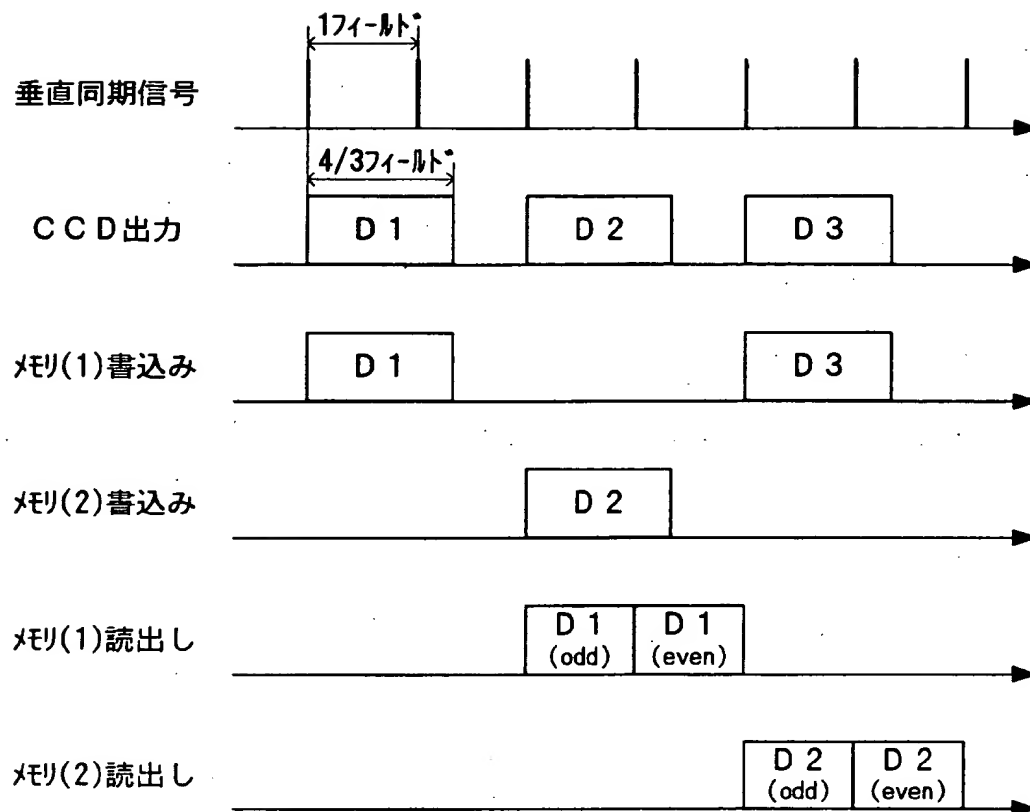 1フィールド
垂直同期信号
4/3フィールド
CCD出力
D1
D2
D3
メモリ(1)書込み
D1
D3
メモリ(2)書込み
D2
メモリ(1)読出し
D1
(odd)
D1
(even)
メモリ(2)読出し
D2
(odd)
D2
(even)